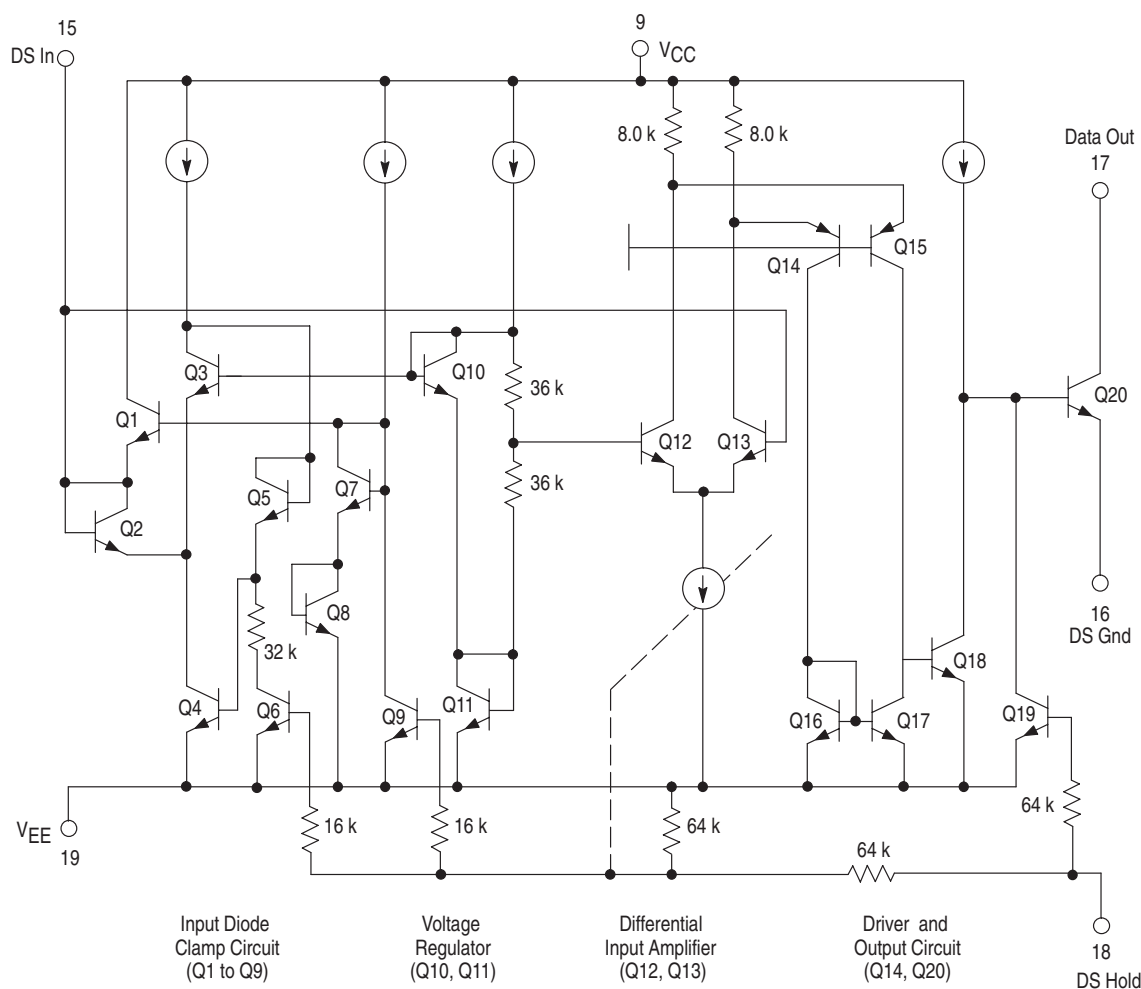 15
DS In
9
VCC
8.0 k
8.0 k
Data Out
17
Q14
Q15
Q3
Q10
36 k
Q1
Q20
Q12
Q13
Q5
Q7
36 k
Q2
Q8
16
DS Gnd
32 k
Q18
Q4
Q6
Q9
Q11
Q16
Q17
Q19
VEE
19
16 k
16 k
64 k
64 k
64 k
18
DS Hold
Input Diode
Clamp Circuit
(Q1 to Q9)
Voltage
Regulator
(Q10, Q11)
Differential
Input Amplifier
(Q12, Q13)
Driver and
Output Circuit
(Q14, Q20)